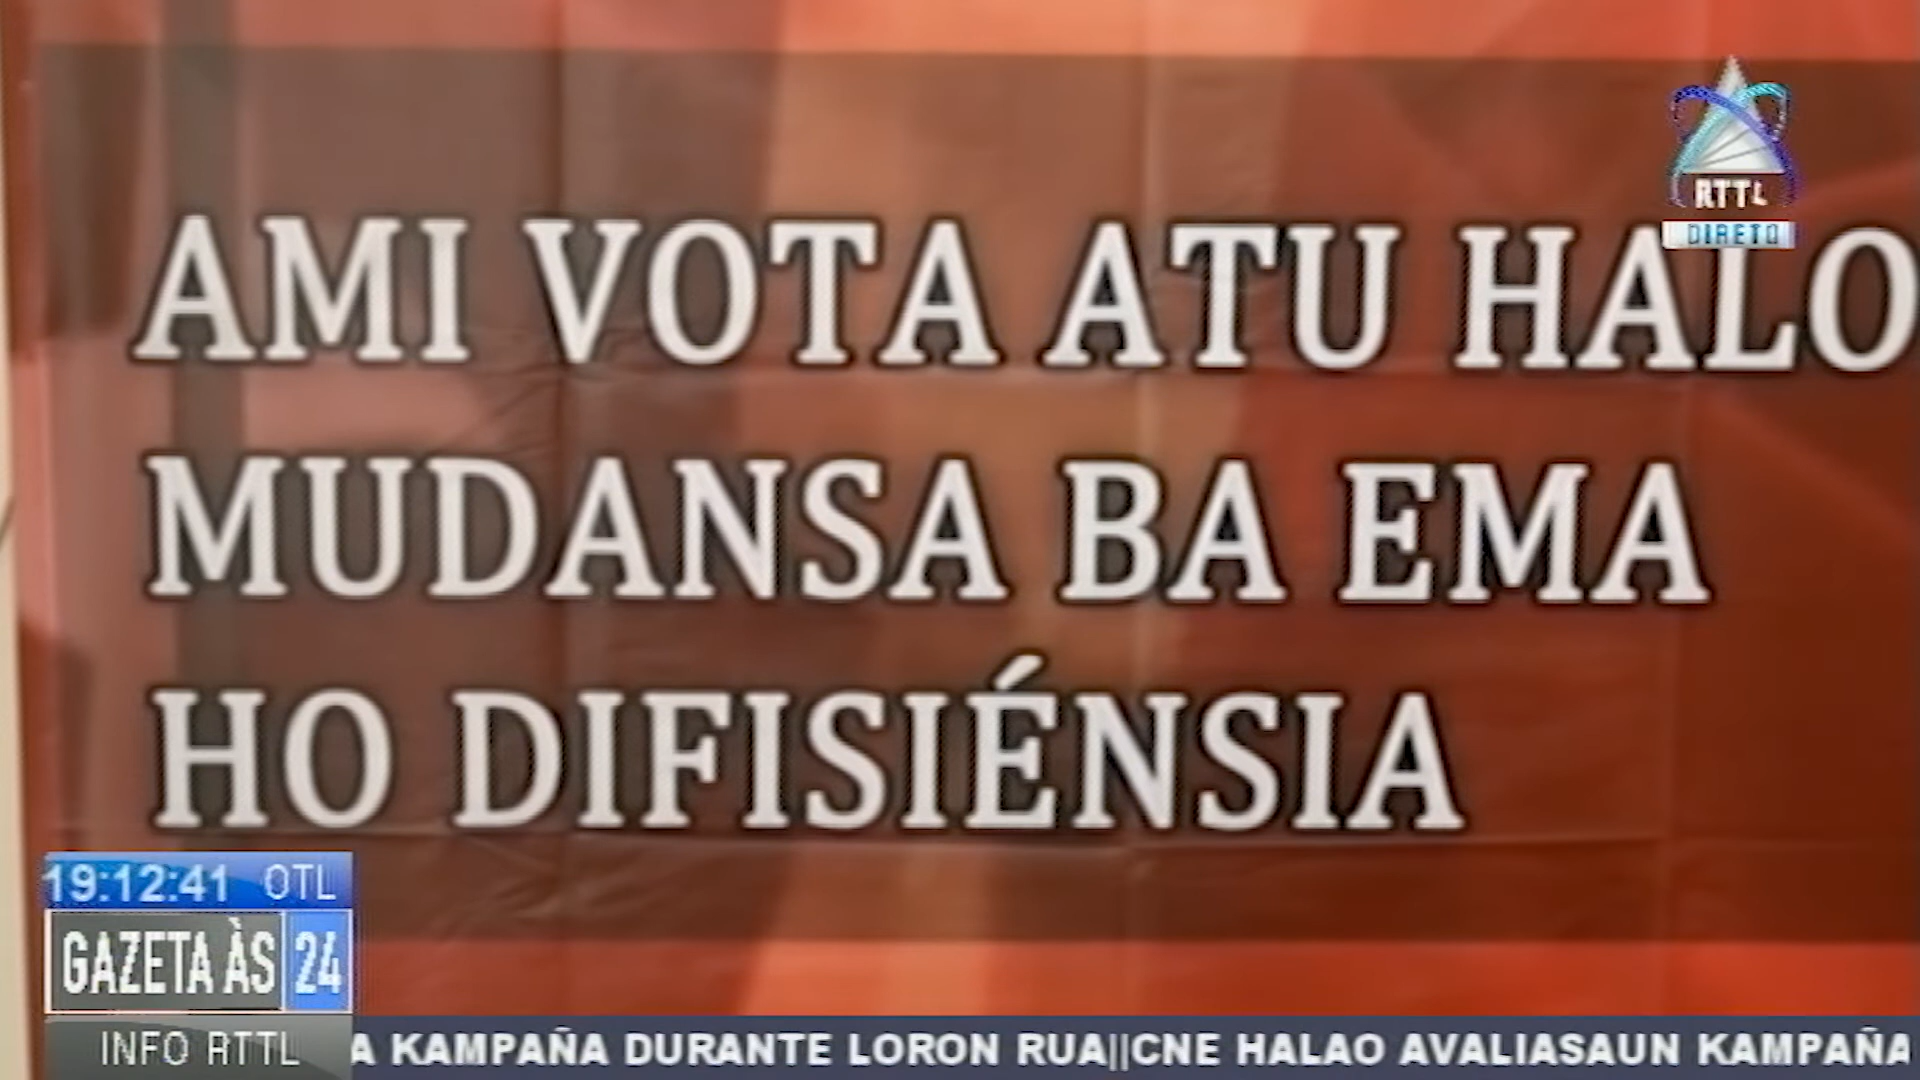 RTTL
DIRETO
AMI VOTA ATU HALO
MUDANSA BA EMA
HO DIFISIÉNSIA
19:12:41 OTL
GAZETA ÀS 24
INFO RTTL
A KAMPAÑA DURANTE LORON RUA||CNE HALAO AVALIASAUN KAMPAÑA